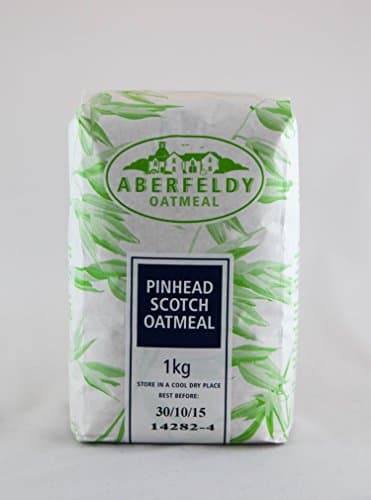 ABERFELDY
OATMEAL
PINHEAD
SCOTCH
OATMEAL
1kg
STORE IN A COOL DRY PLACE
BEST BEFORE:
30/10/15
14282-4